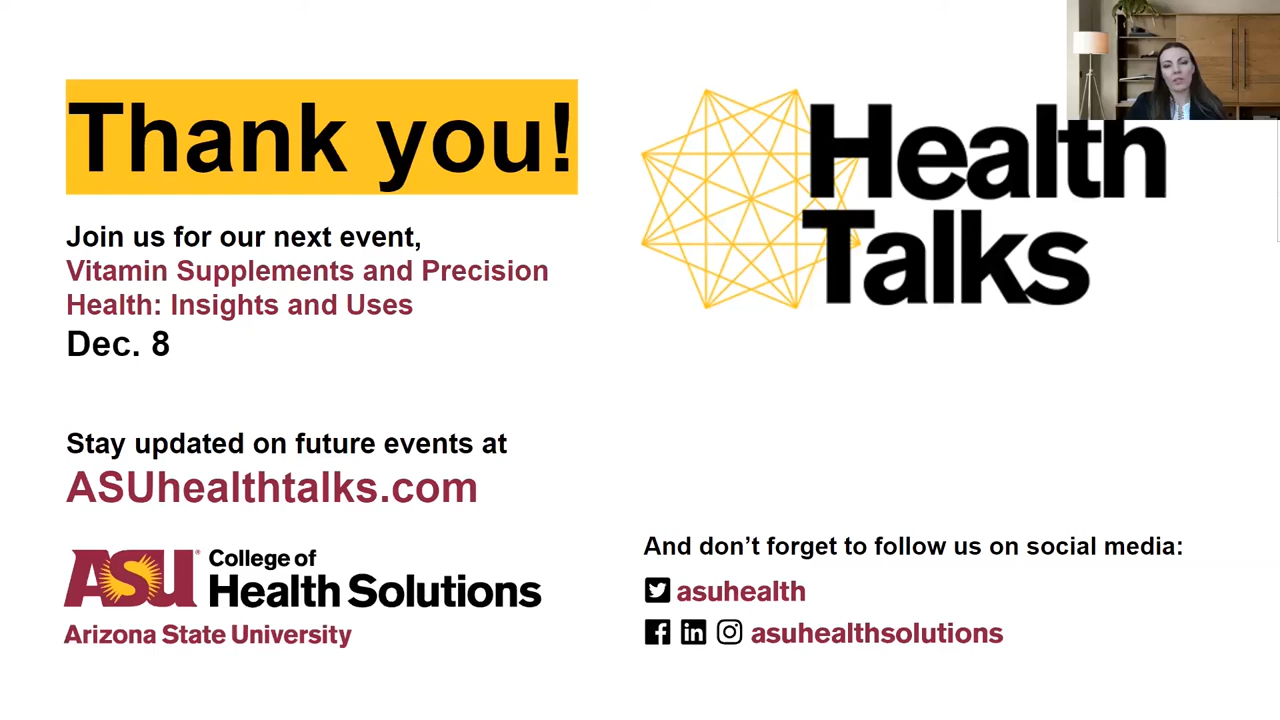 Thank you!
Join us for our next event,
Vitamin Supplements and Precision
Health: Insights and Uses
Dec. 8
Stay updated on future events at
ASUhealthtalks.com
ASU®
College of
Health Solutions
Arizona State University
Health
Talks
And don’t forget to follow us on social media:
asuhealth
asuhealthsolutions